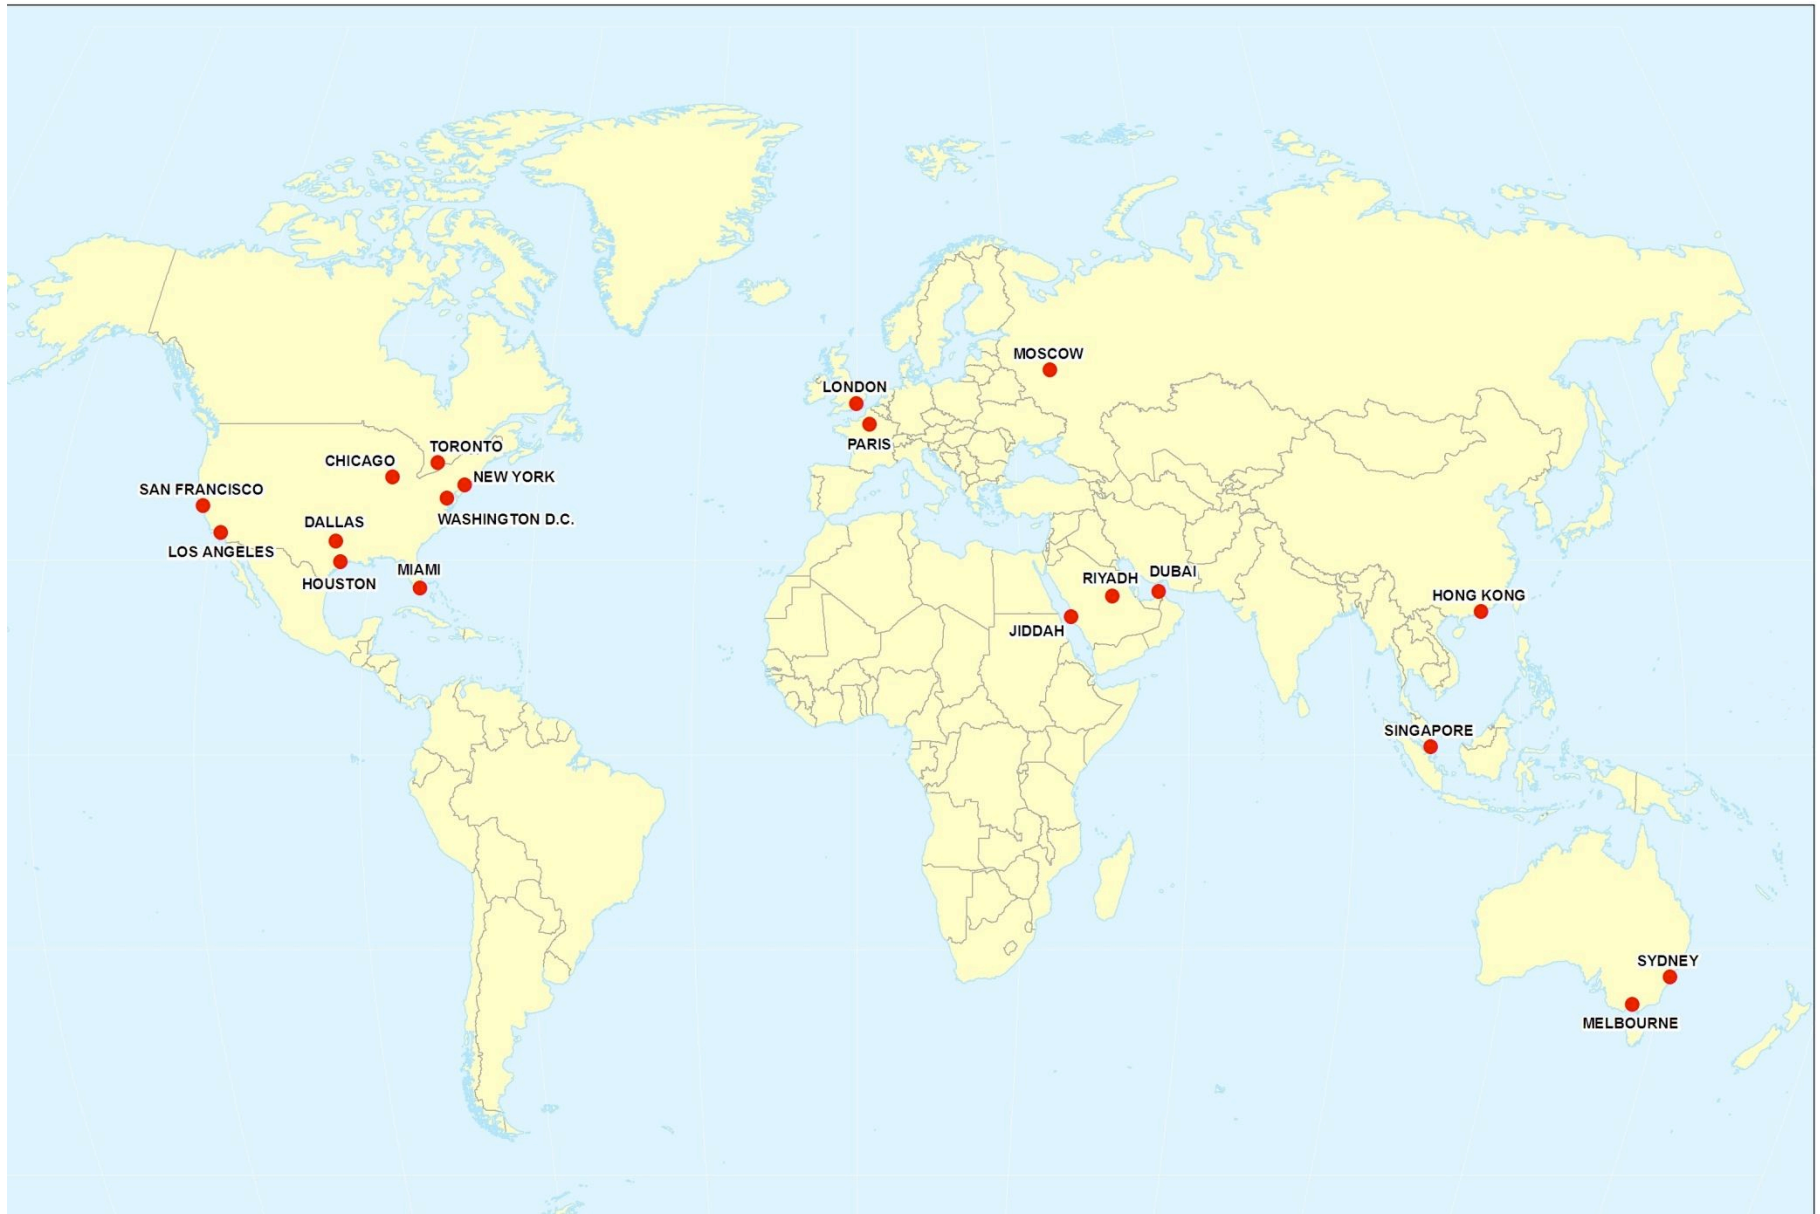 MOSCOW
LONDON
PARIS
TORONTO
CHICAGO
NEW YORK
SAN FRANCISCO
WASHINGTON D.C.
DALLAS
LOS ANGELES
MIAMI
HOUSTON
DUBAI
RIYADH
HONG KONG
JIDDAH
SINGAPORE
SYDNEY
MELBOURNE